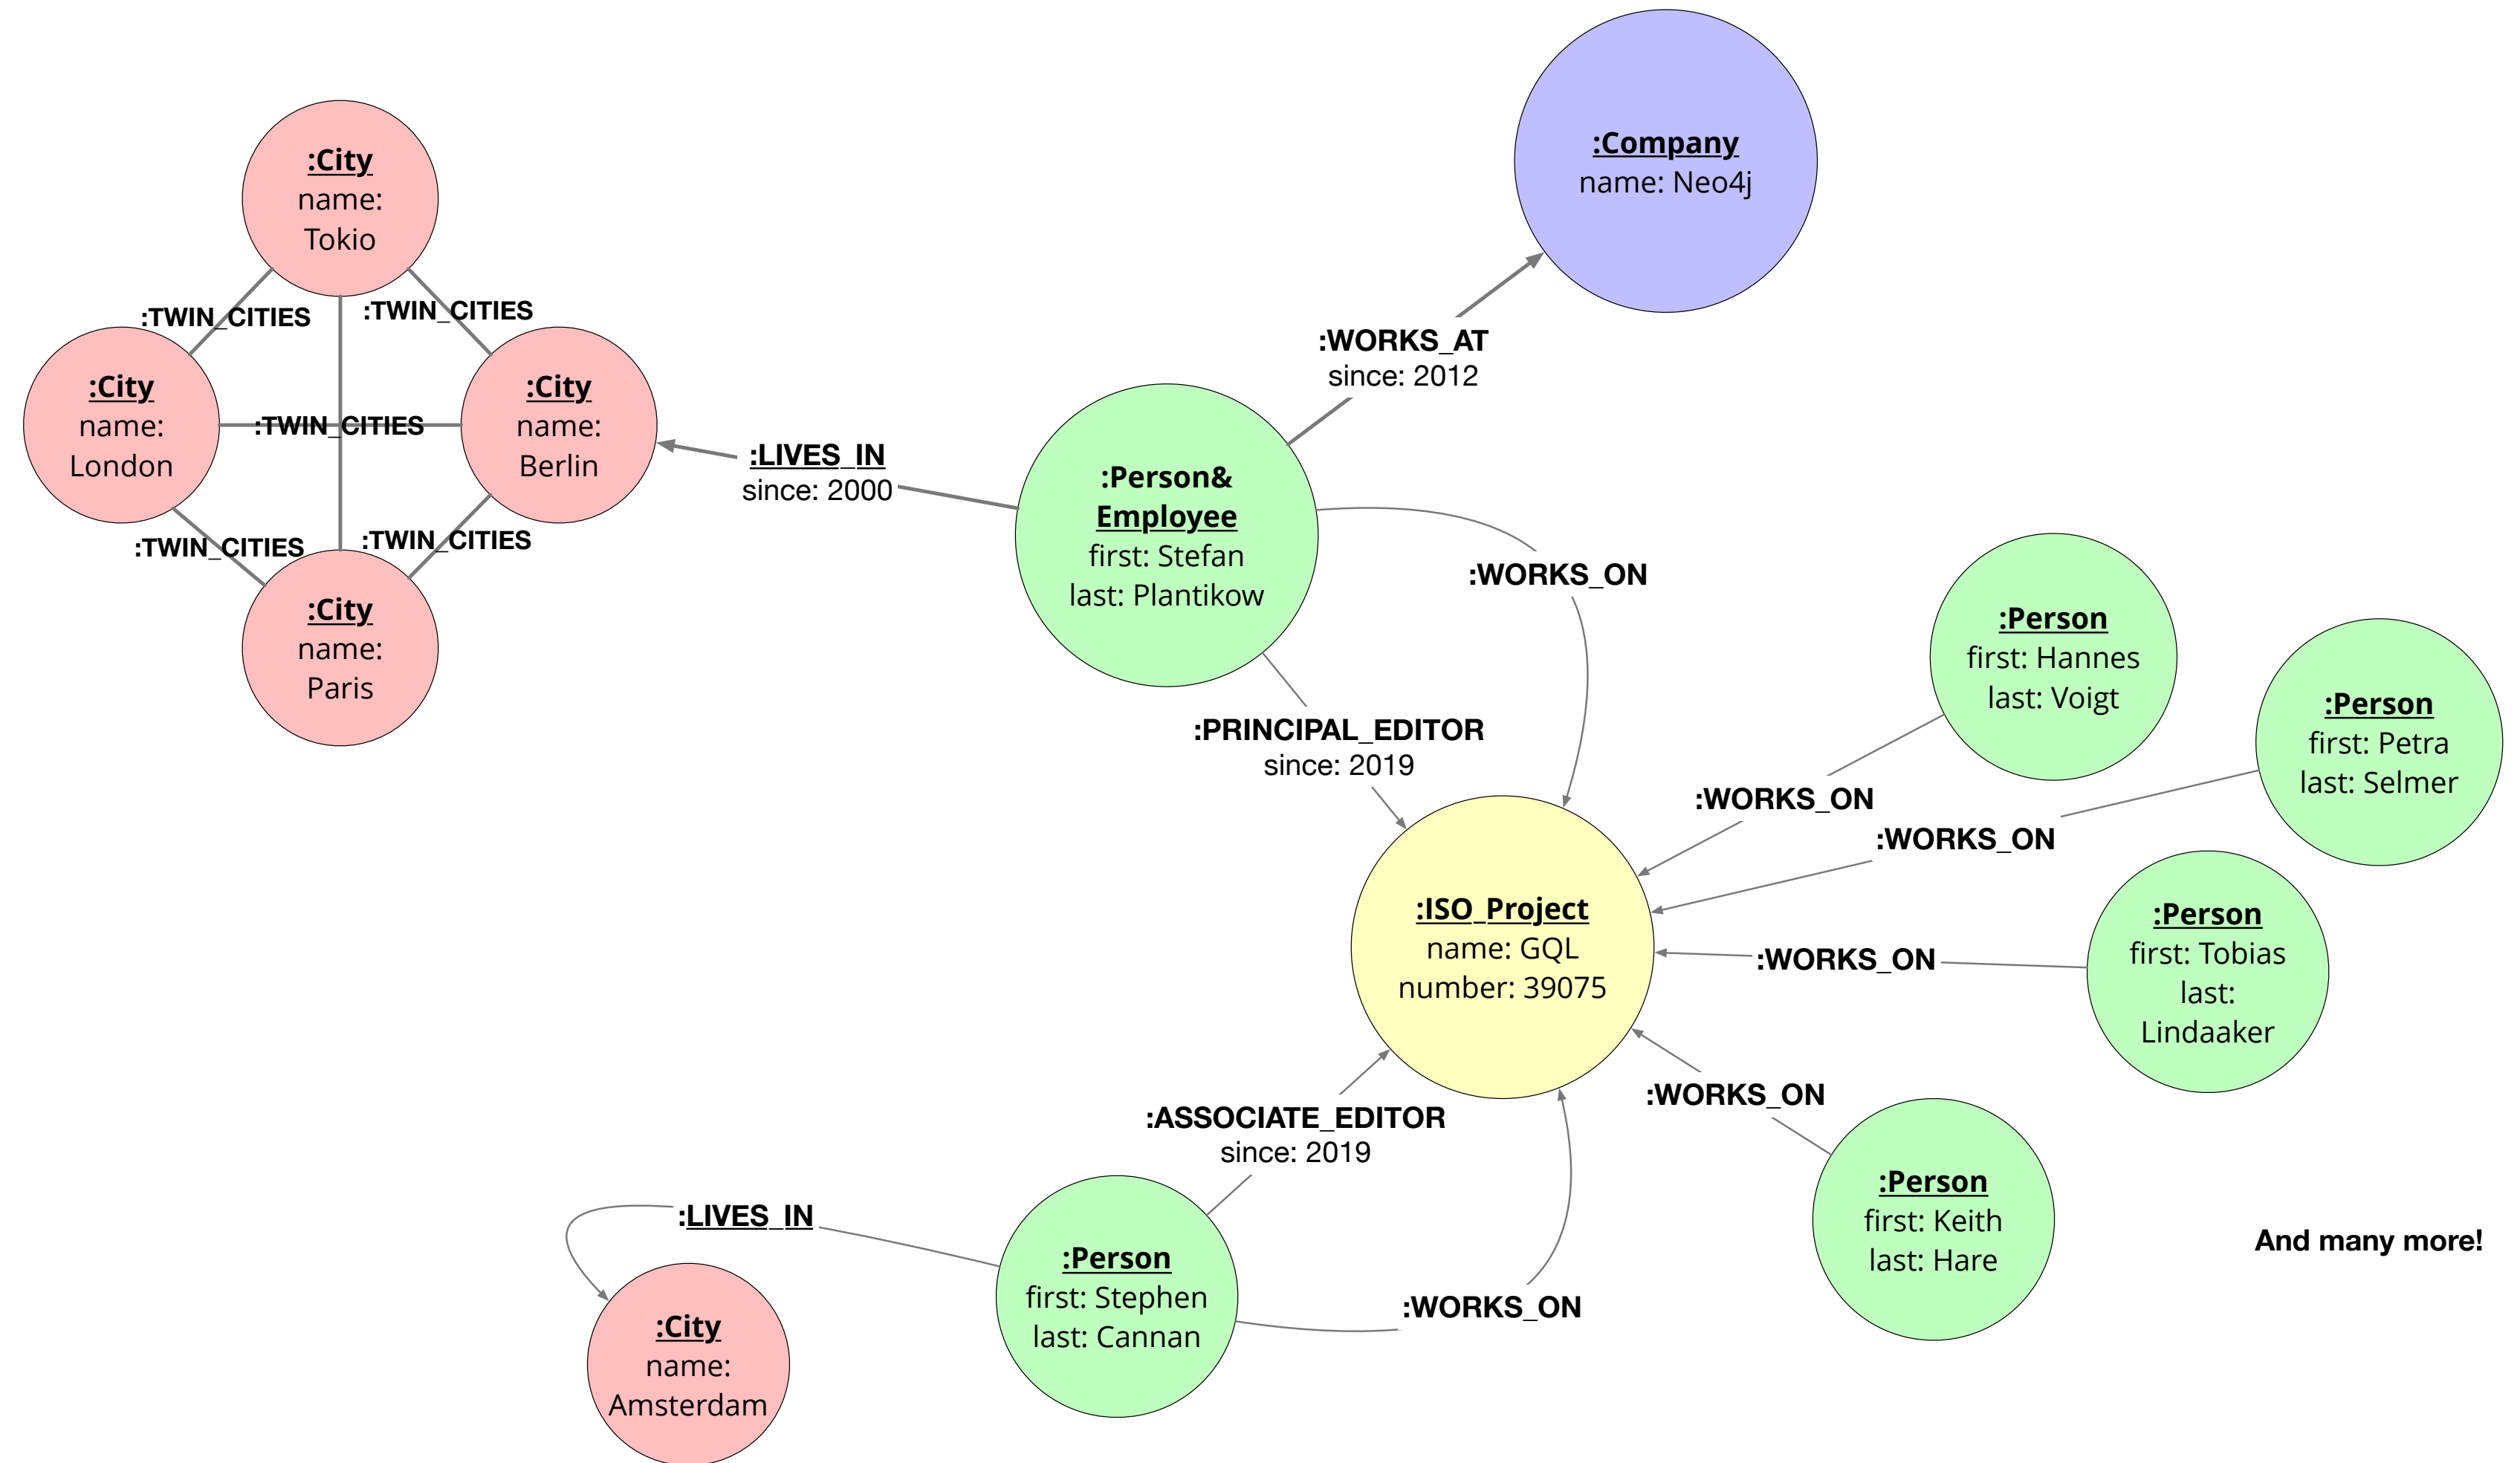 :Company
name: Neo4j
:City
name:
Tokio
:TWIN_CITIES
:TWIN_CITIES
:WORKS_AT
since: 2012
:City
name:
London
:TWIN_CITIES
:City
name:
Berlin
:LIVES_IN
since: 2000
:Person&
Employee
first: Stefan
last: Plantikow
:TWIN_CITIES
:TWIN_CITIES
:WORKS_ON
:City
name:
Paris
:Person
first: Hannes
last: Voigt
:Person
first: Petra
last: Selmer
:PRINCIPAL_EDITOR
since: 2019
:WORKS_ON
:WORKS_ON
:ISO_Project
name: GQL
number: 39075
:WORKS_ON
:Person
first: Tobias
last:
Lindaaker
:WORKS_ON
:ASSOCIATE_EDITOR
since: 2019
:Person
first: Keith
last: Hare
And many more!
:LIVES_IN
:Person
first: Stephen
last: Cannan
:WORKS_ON
:City
name:
Amsterdam